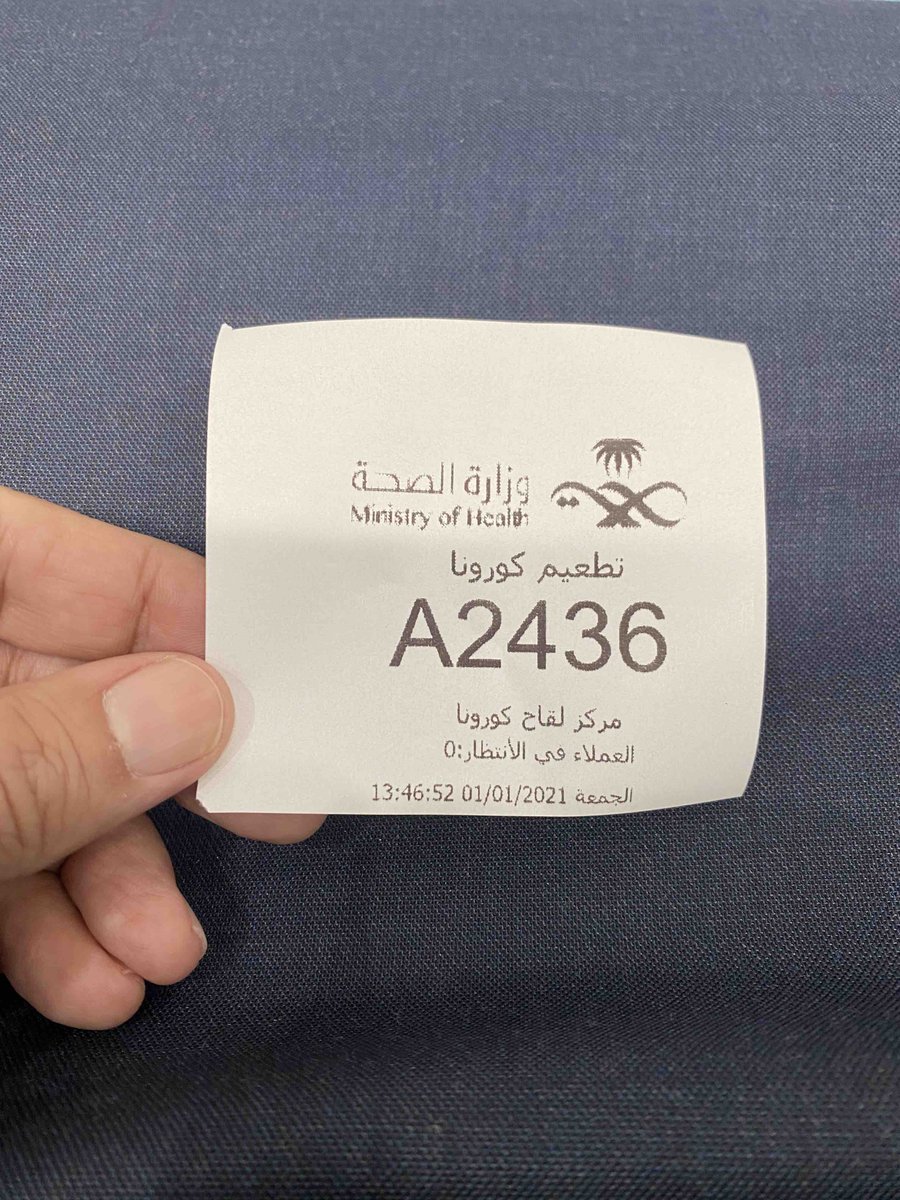 وزارة الصحة
Ministry of Health
تطعيم كورونا
A2436
مركز لقاح كورونا
العملاء في الأنتظار:0
الجمعة 01/01/2021 13:46:52